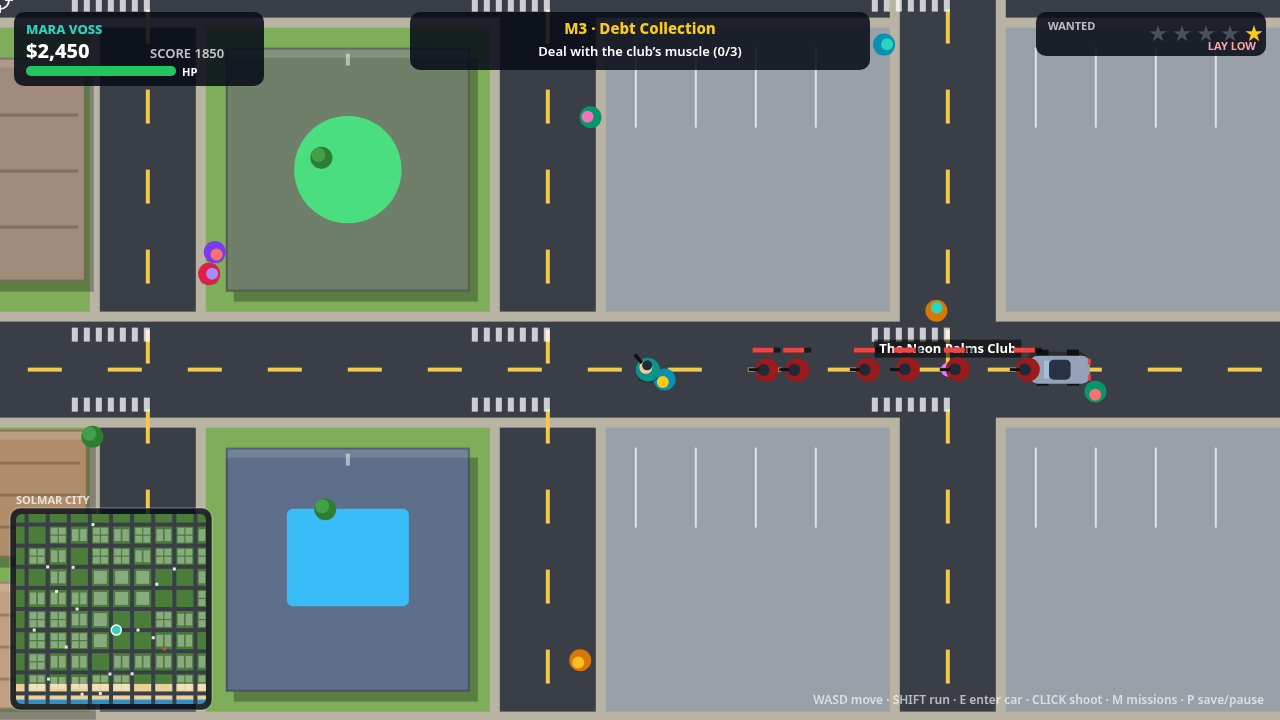 MARA VOSS
$2,450
SCORE 1850
HP
M3 · Debt Collection
Deal with the club's muscle (0/3)
WANTED
LAY LOW
The Neon Palms Club
SOLMAR CITY
WASD move · SHIFT run · E enter car · CLICK shoot · M missions · P save/pause